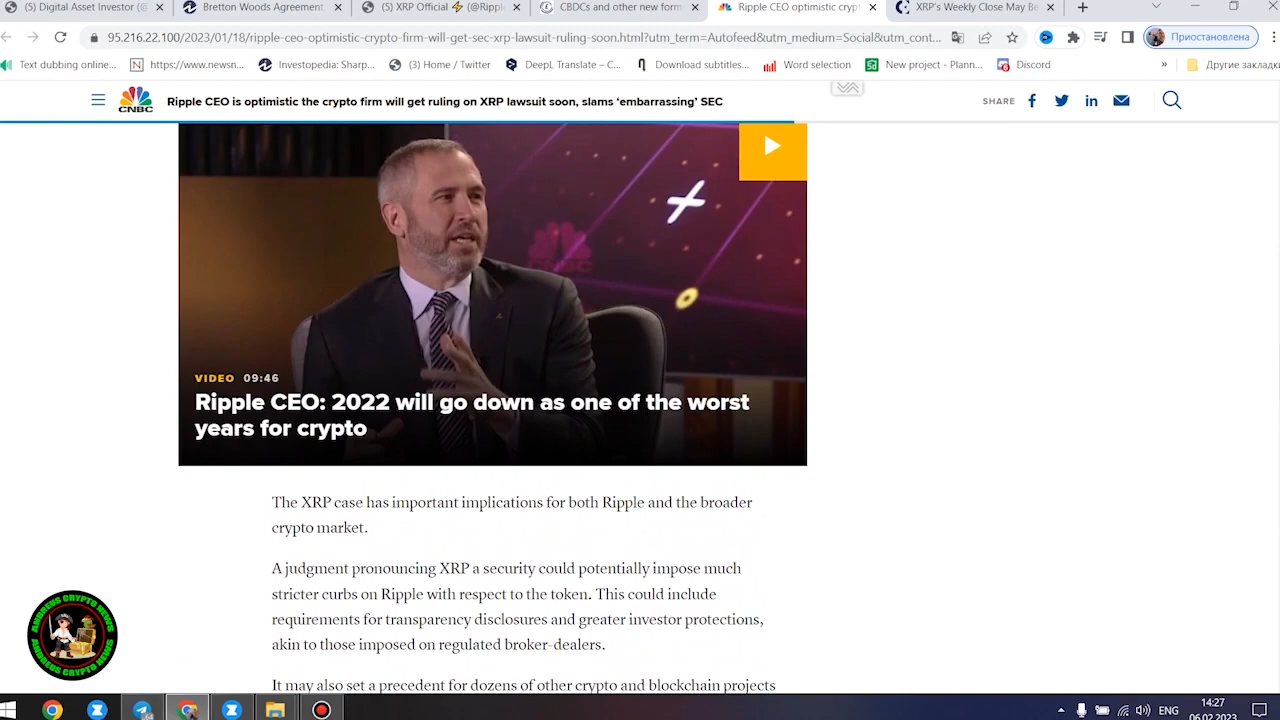 (5) Digital Asset Investor (@
Bretton Woods Agreement
(5) XRP Official ⚡ (@Rippl
CBDCs and other new form
Ripple CEO optimistic crypt
XRP's Weekly Close May Be
95.216.22.100/2023/01/18/ripple-ceo-optimistic-crypto-firm-will-get-sec-xrp-lawsuit-ruling-soon.html?utm_term=Autofeed&utm_medium=Social&utm_cont...
Приостановлена
Text dubbing online...
https://www.newsn...
Investopedia: Sharp...
(3) Home / Twitter
DeepL Translate – C...
Download subtitles...
Word selection
New project - Plann...
Discord
»
Другие закладки
CNBC
Ripple CEO is optimistic the crypto firm will get ruling on XRP lawsuit soon, slams ‘embarrassing’ SEC
SHARE
VIDEO 09:46
Ripple CEO: 2022 will go down as one of the worst
years for crypto
The XRP case has important implications for both Ripple and the broader
crypto market.
A judgment pronouncing XRP a security could potentially impose much
stricter curbs on Ripple with respect to the token. This could include
requirements for transparency disclosures and greater investor protections,
akin to those imposed on regulated broker-dealers.
It may also set a precedent for dozens of other crypto and blockchain projects
ANDREUS CRYPTO NEWS
ANDREUS CRYPTO NEWS
ENG
14:27
06.02.2023